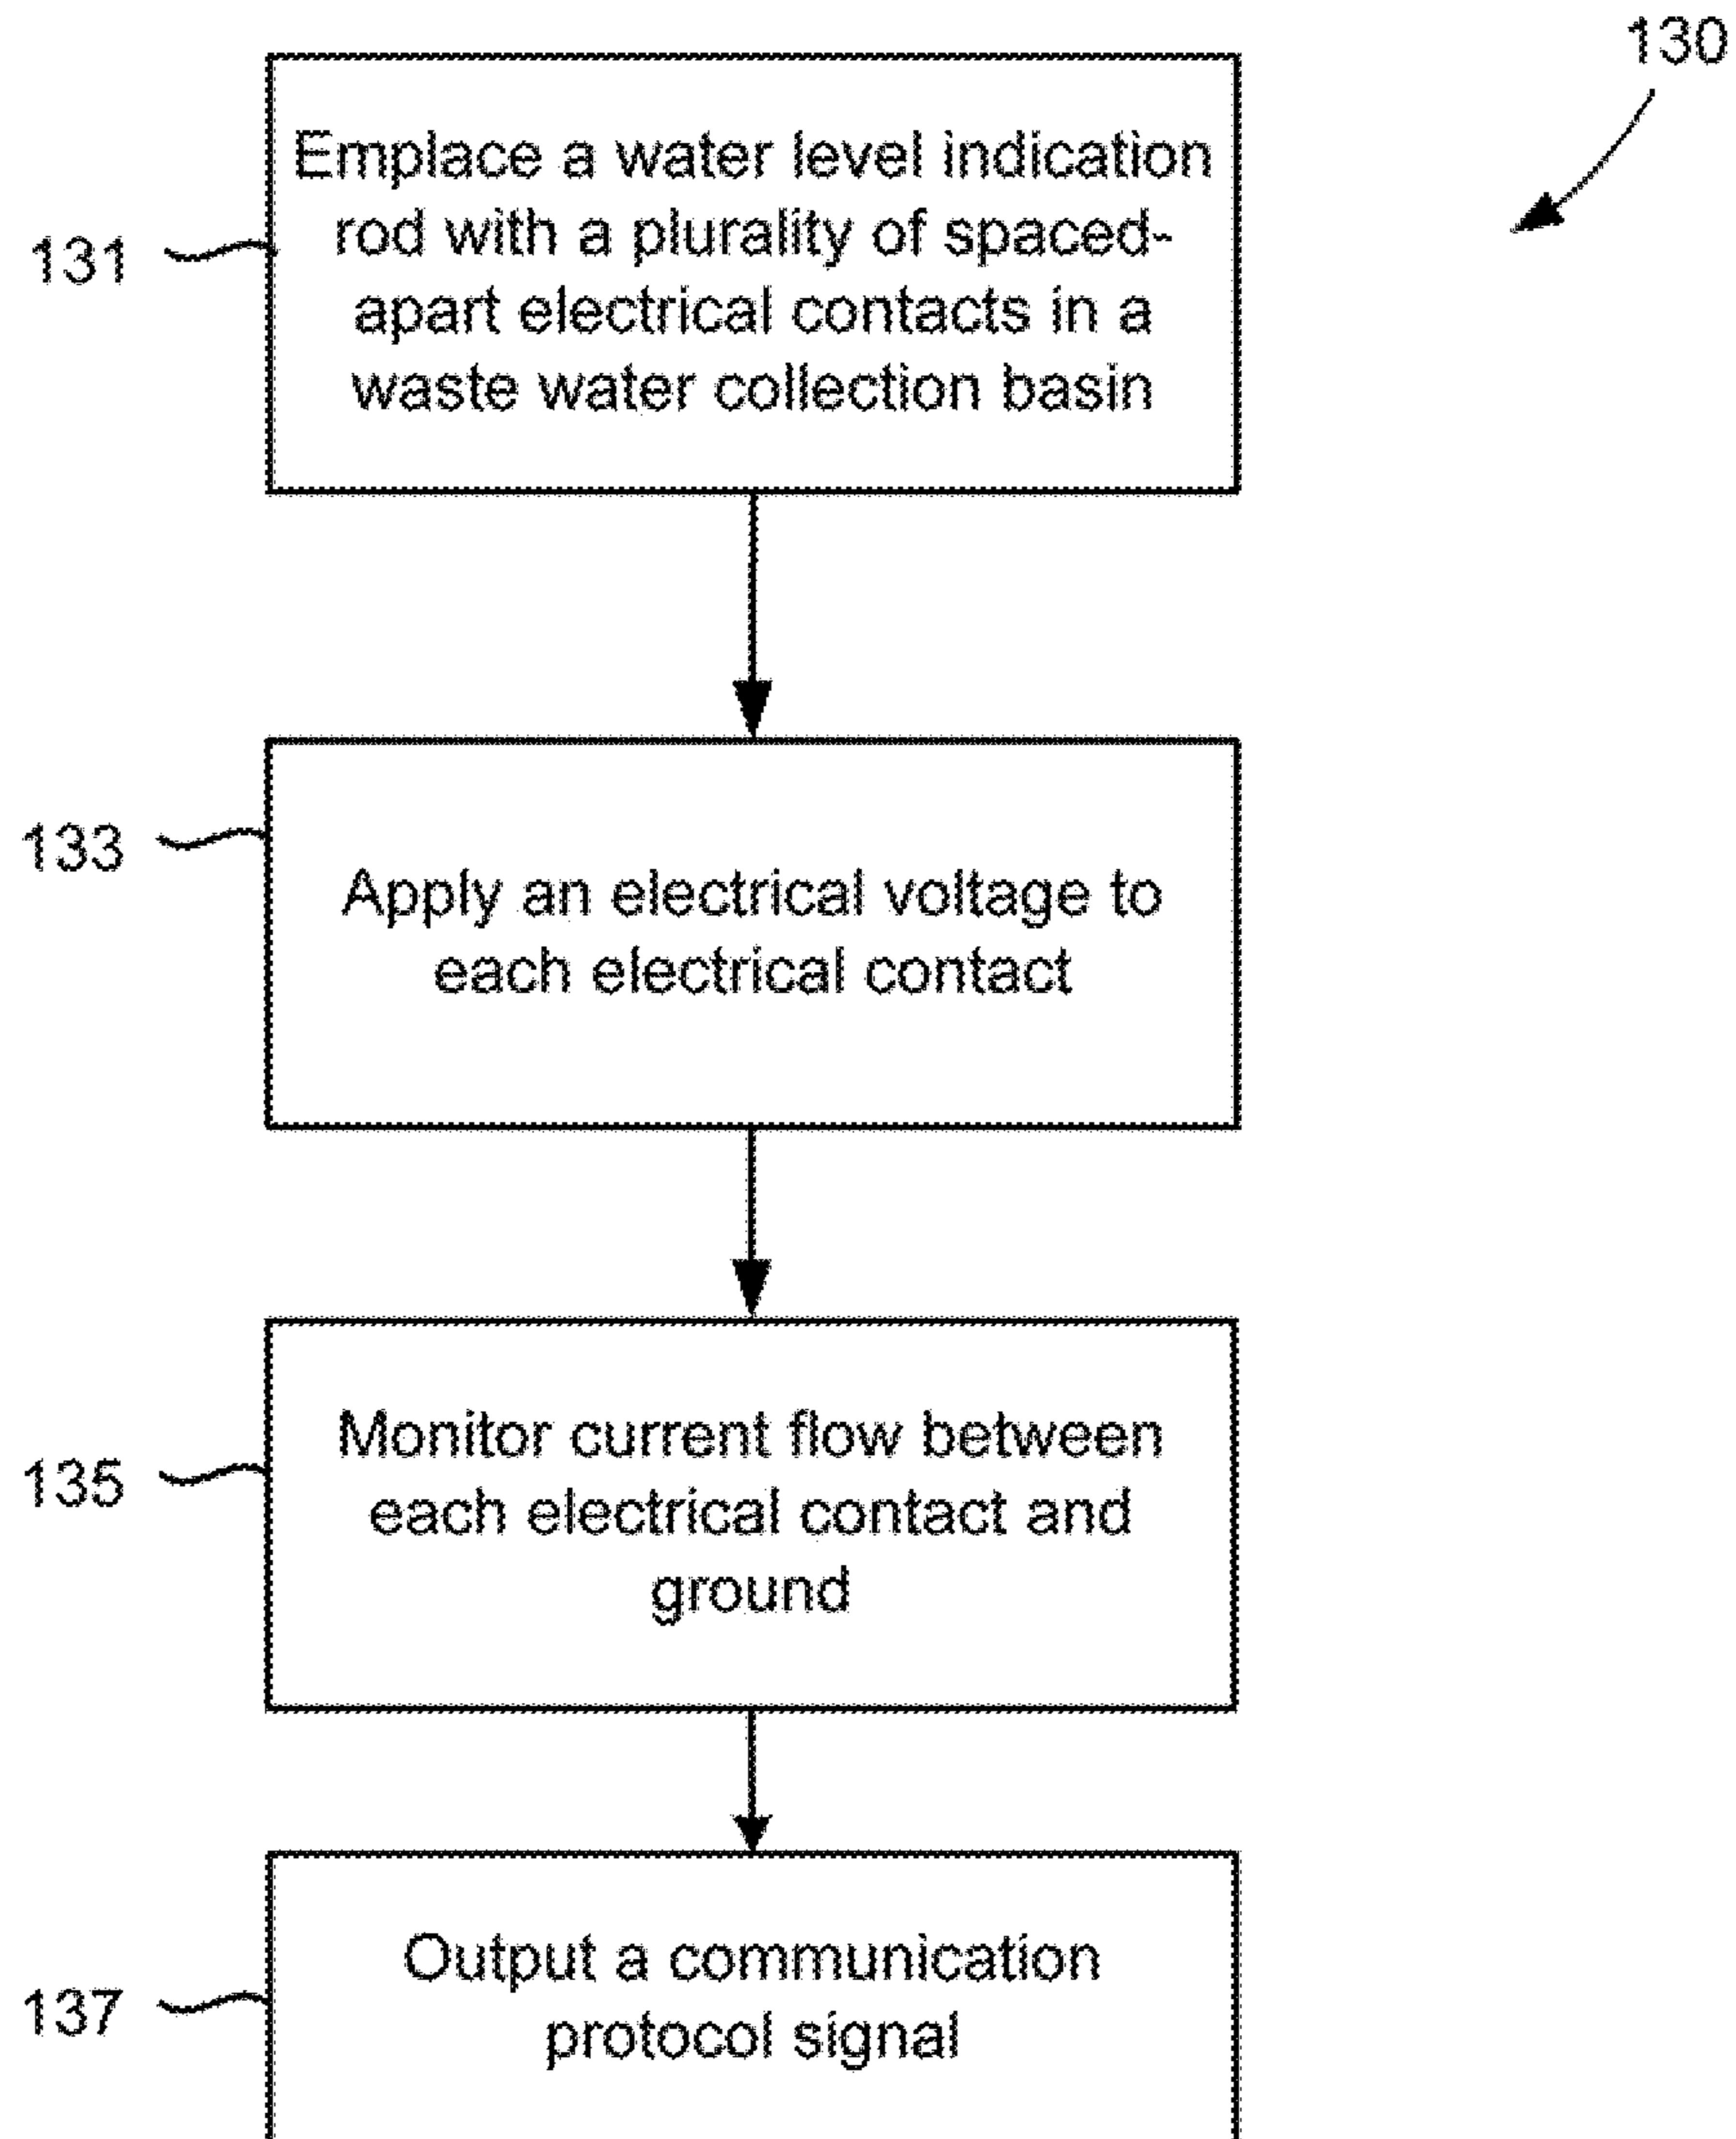 130
131
Emplace a water level indication
rod with a plurality of spaced-
apart electrical contacts in a
waste water collection basin
133
Apply an electrical voltage to
each electrical contact
135
Monitor current flow between
each electrical contact and
ground
137
Output a communication
protocol signal